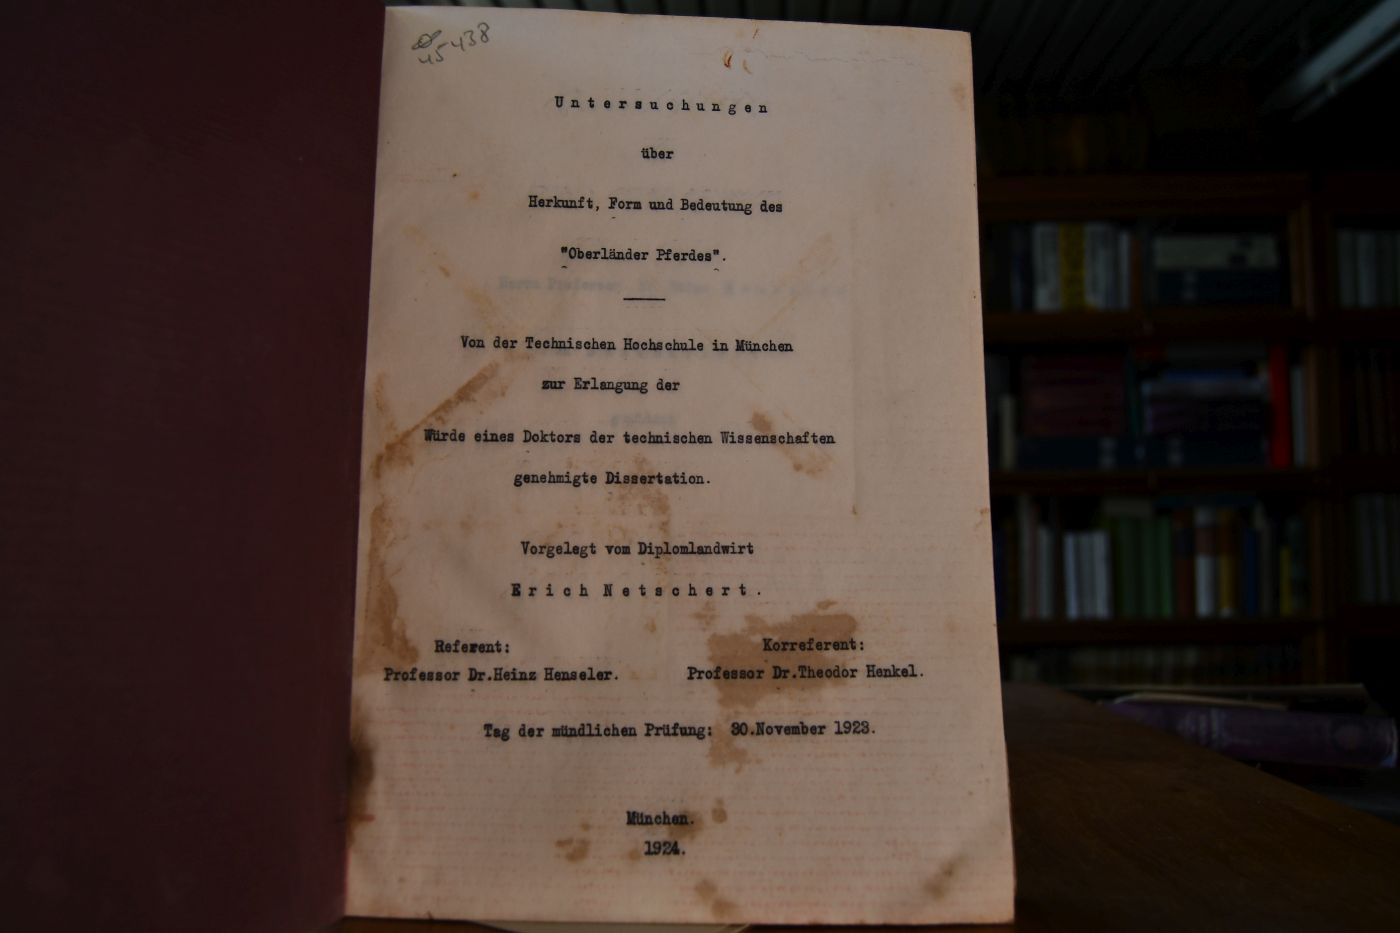 45438
Untersuchungen
über
Herkunft, Form und Bedeutung des
"Oberländer Pferdes".
Von der Technischen Hochschule in München
zur Erlangung der
Würde eines Doktors der technischen Wissenschaften
genehmigte Dissertation.
Vorgelegt vom Diplomlandwirt
Erich Netschert.
Referent: Korreferent:
Professor Dr.Heinz Henseler. Professor Dr.Theodor Henkel.
Tag der mündlichen Prüfung: 30.November 1923.
München.
1924.